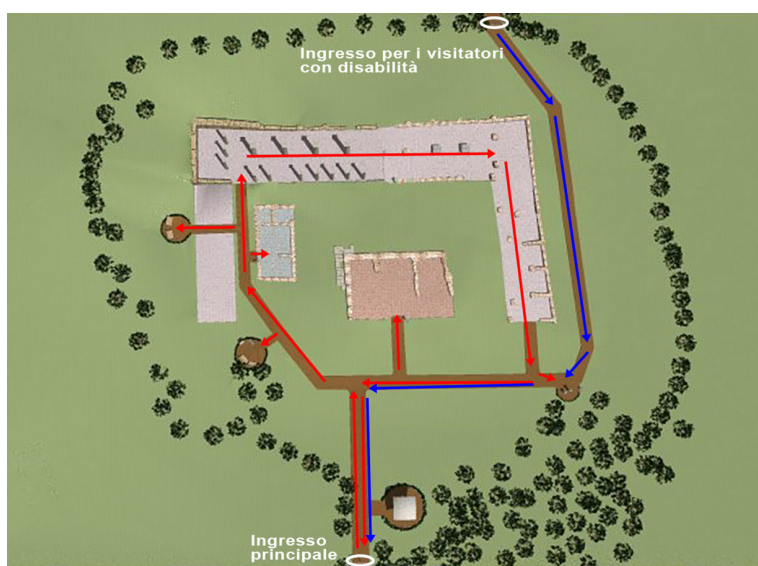 Ingresso per i visitatori
con disabilità
Ingresso
principale